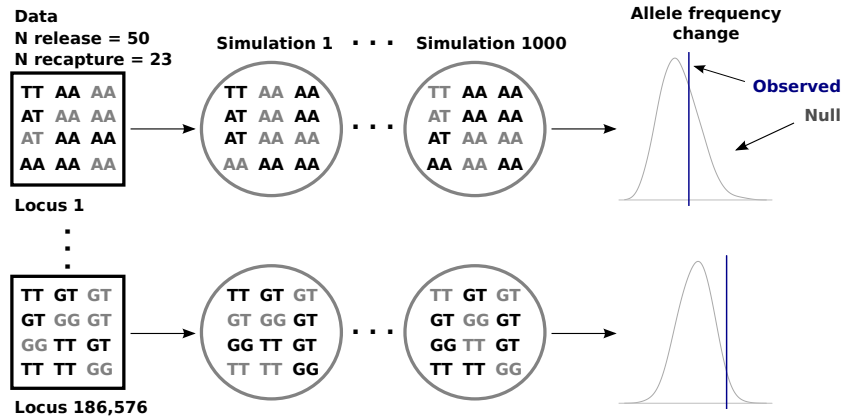 Data
N release = 50
N recapture = 23
Simulation 1 · · · Simulation 1000
Allele frequency
change
TT AA AA
AT AA AA
AT AA AA
AA AA AA
Locus 1
TT AA AA
AT AA AA
AT AA AA
AA AA AA
· · ·
TT AA AA
AT AA AA
AT AA AA
AA AA AA
Observed
Null
TT GT GT
GT GG GT
GG TT GT
TT TT GG
Locus 186,576
TT GT GT
GT GG GT
GG TT GT
TT TT GG
· · ·
TT GT GT
GT GG GT
GG TT GT
TT TT GG